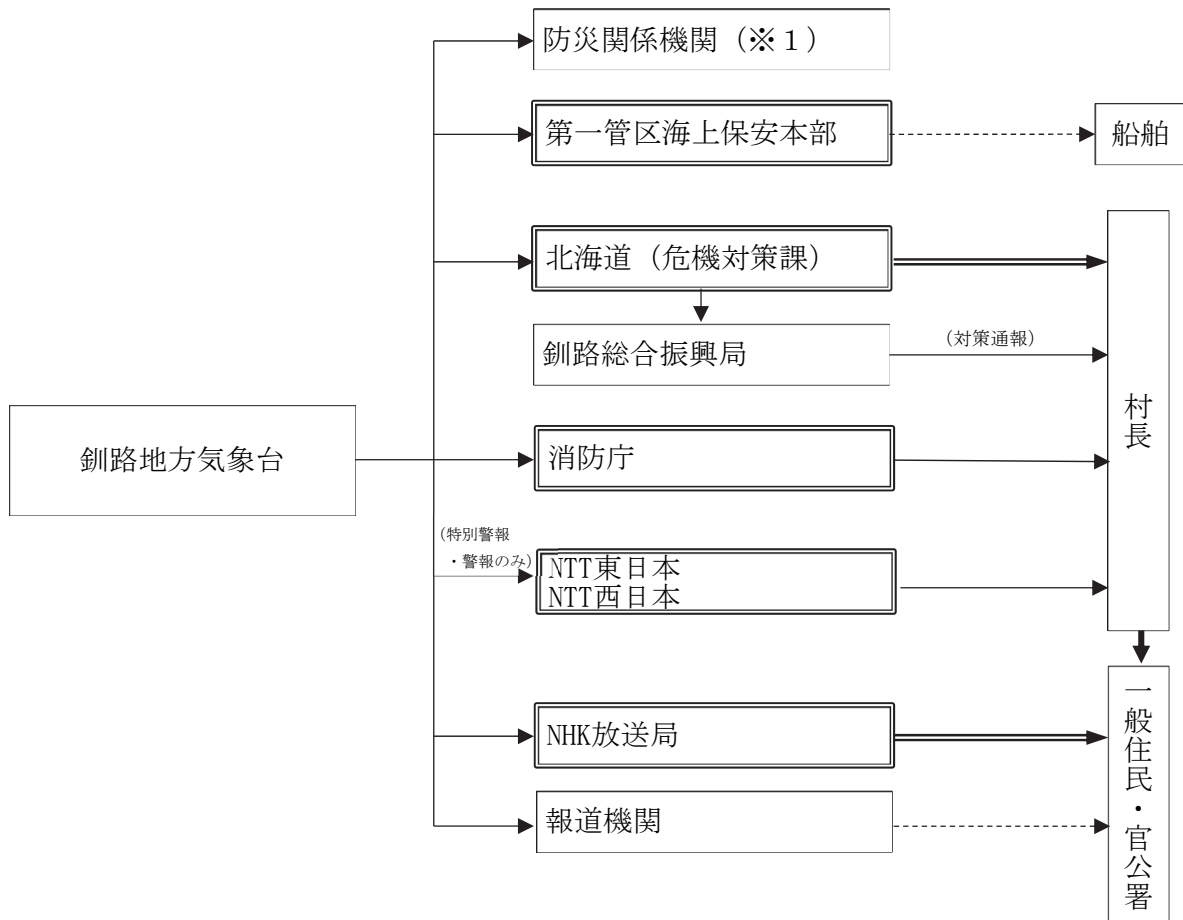 防災関係機関（※１）
第一管区海上保安本部
船舶
北海道（危機対策課）
釧路総合振興局
（対策通報）
村長
釧路地方気象台
消防庁
（特別警報
・警報のみ）
NTT東日本
NTT西日本
NHK放送局
報道機関
一般住民・官公署